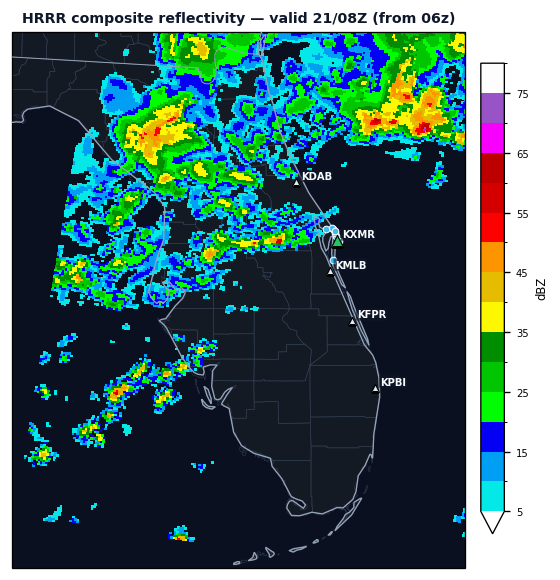 HRRR composite reflectivity — valid 21/08Z (from 06z)
KDAB
KXMR
KMLB
KFPR
KPBI
75
65
55
45
35
25
15
5
dBZ